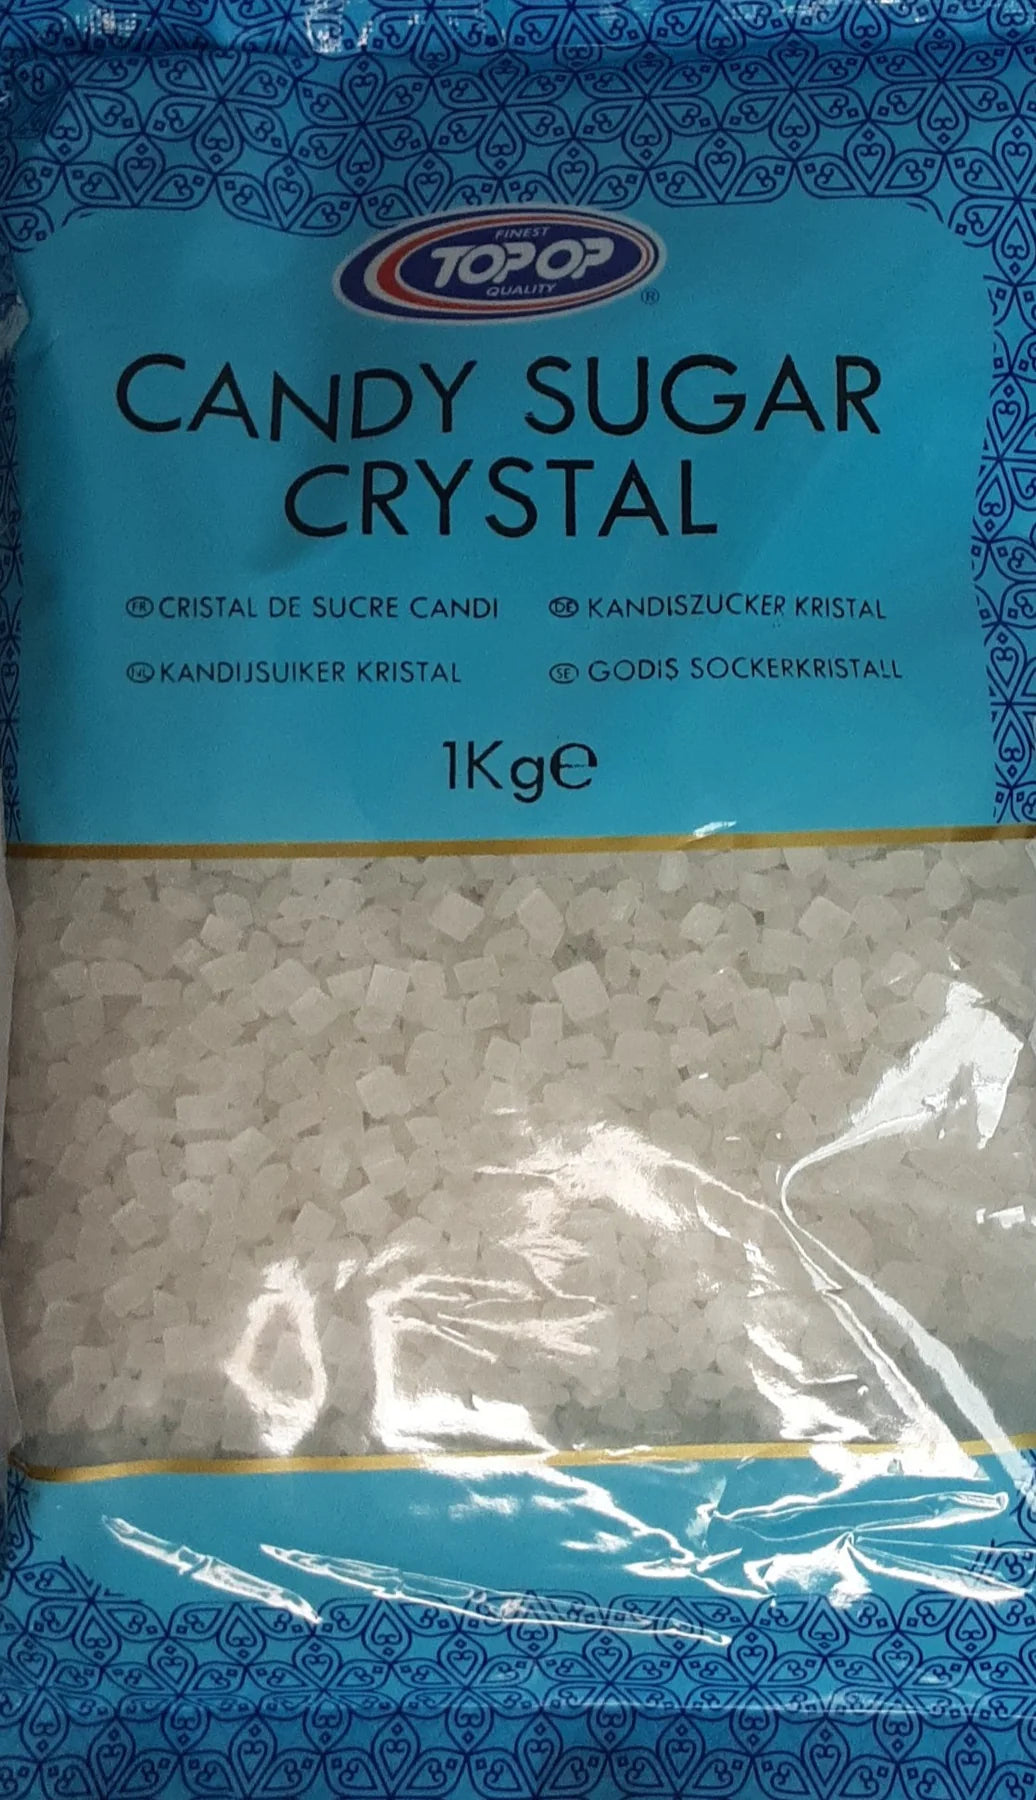 FINEST
TOPOP
QUALITY
®
CANDY SUGAR
CRYSTAL
FR CRISTAL DE SUCRE CANDI DE KANDISZUCKER KRISTAL
NL KANDIJSUIKER KRISTAL SE GODIS SOCKERKRISTALL
1Kg℮